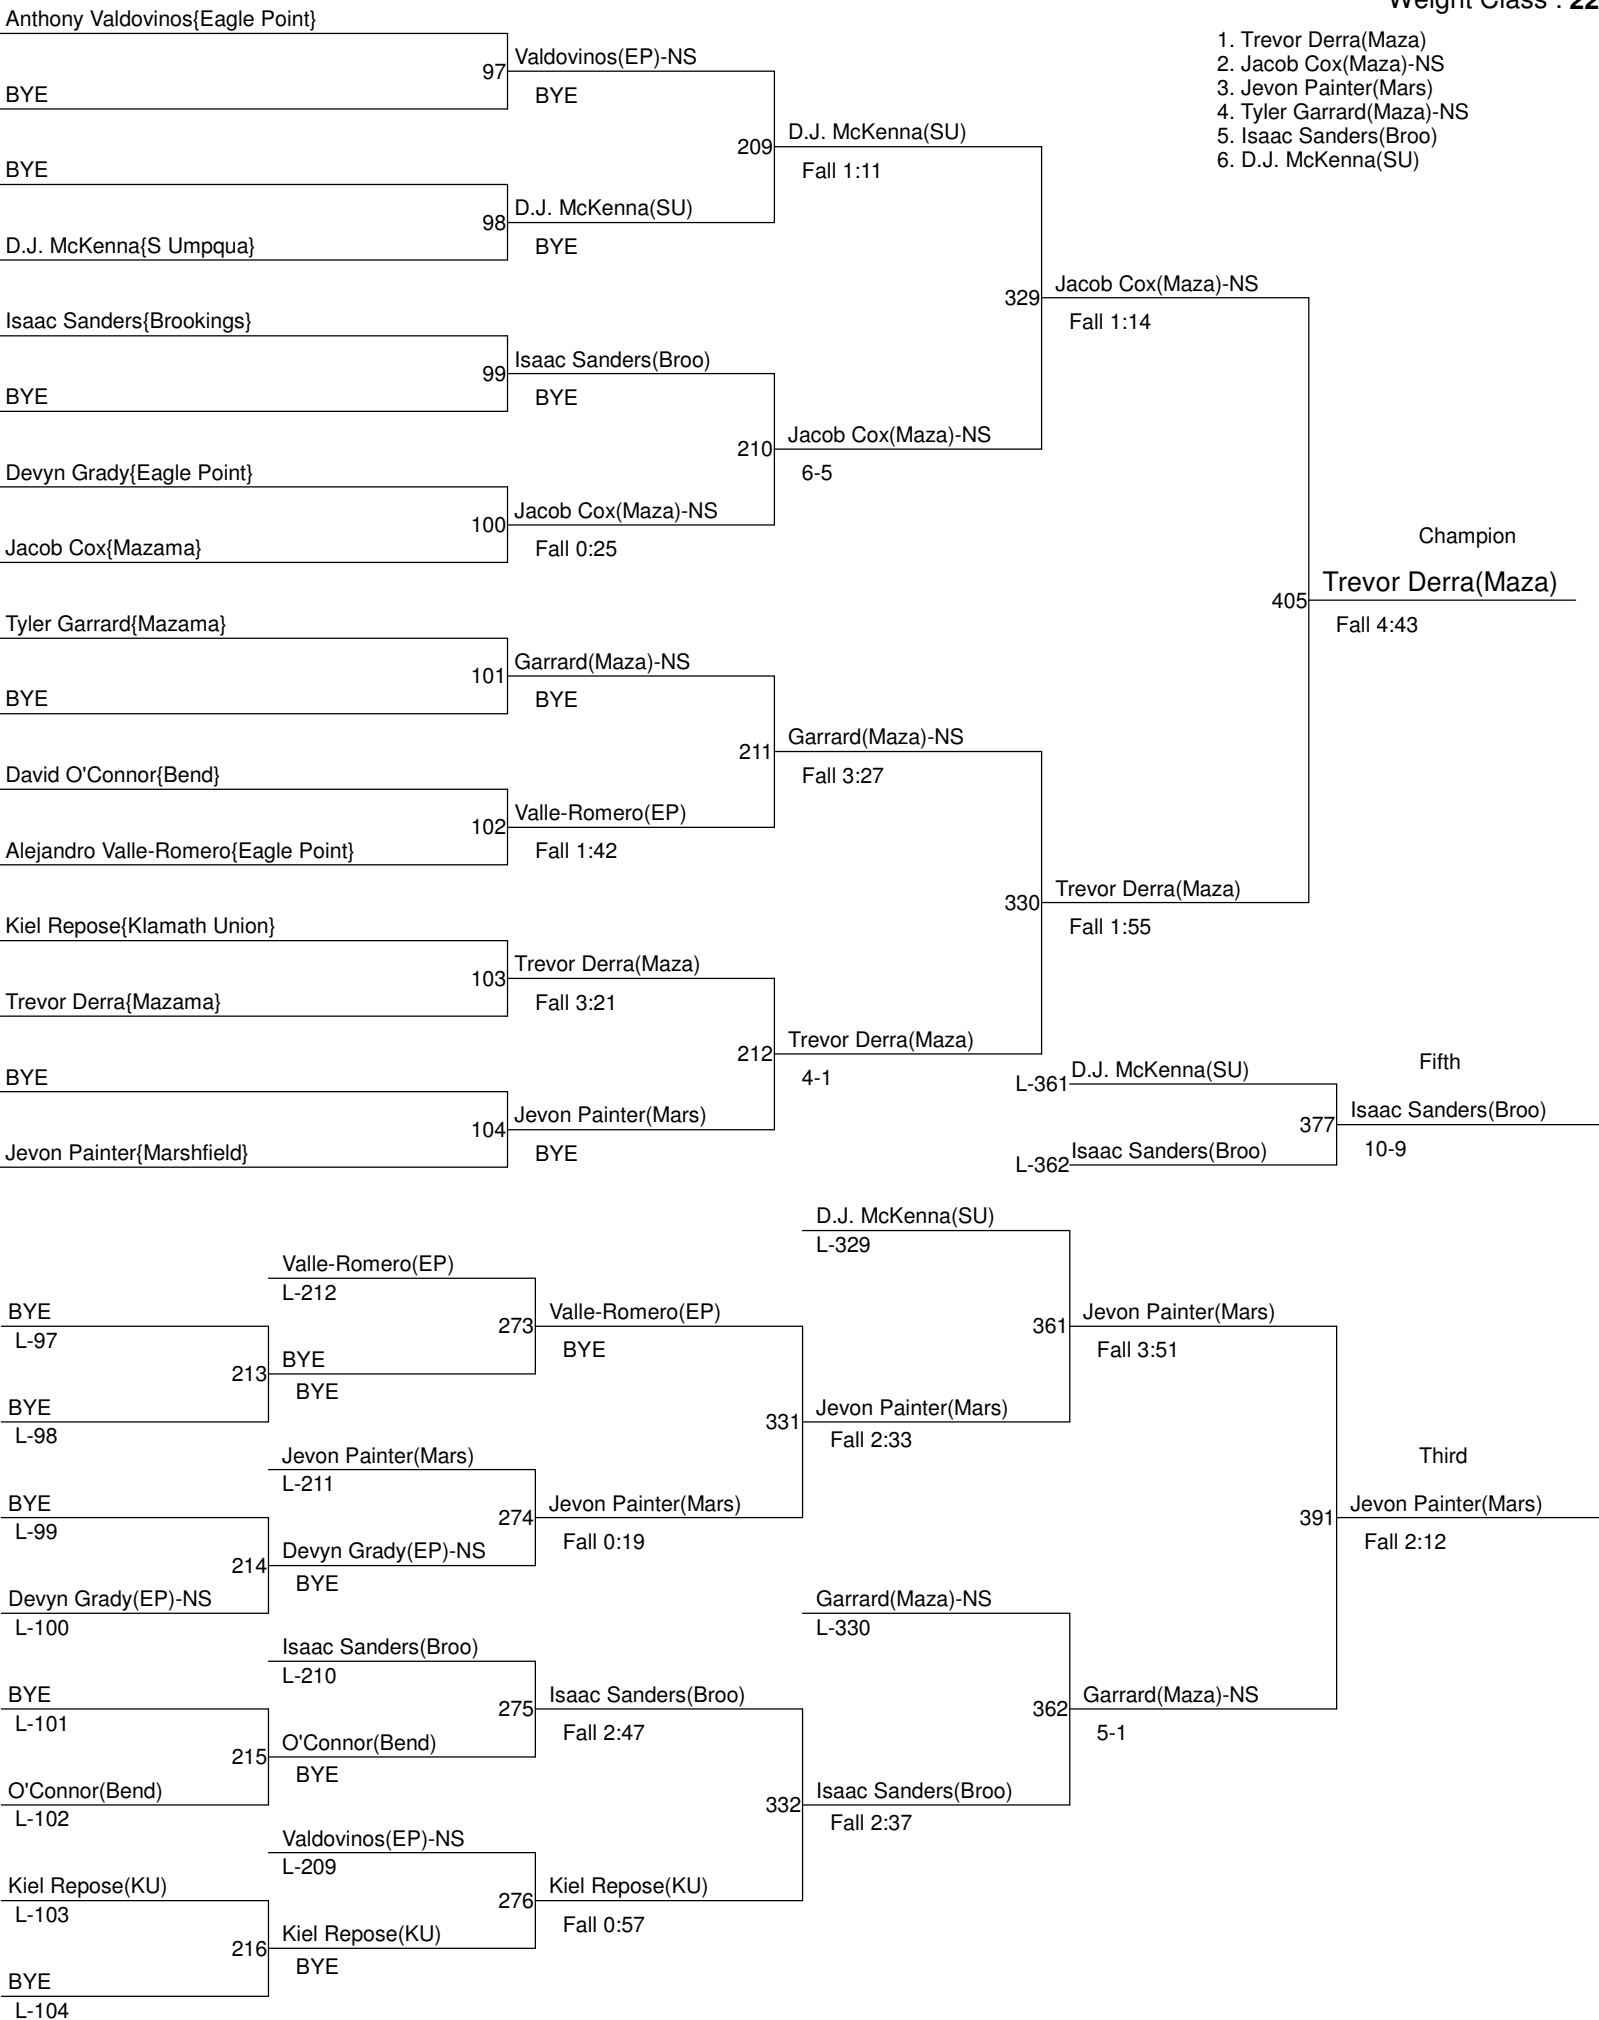 Weight Class : 22
1. Trevor Derra(Maza)
2. Jacob Cox(Maza)-NS
3. Jevon Painter(Mars)
4. Tyler Garrard(Maza)-NS
5. Isaac Sanders(Broo)
6. D.J. McKenna(SU)
Anthony Valdovinos{Eagle Point}
97
BYE
Valdovinos(EP)-NS
BYE
BYE
98
D.J. McKenna{S Umpqua}
D.J. McKenna(SU)
BYE
209
D.J. McKenna(SU)
Fall 1:11
Isaac Sanders{Brookings}
99
BYE
Isaac Sanders(Broo)
BYE
Devyn Grady{Eagle Point}
100
Jacob Cox{Mazama}
Jacob Cox(Maza)-NS
Fall 0:25
210
Jacob Cox(Maza)-NS
6-5
329
Jacob Cox(Maza)-NS
Fall 1:14
Tyler Garrard{Mazama}
101
BYE
Garrard(Maza)-NS
BYE
David O'Connor{Bend}
102
Alejandro Valle-Romero{Eagle Point}
Valle-Romero(EP)
Fall 1:42
211
Garrard(Maza)-NS
Fall 3:27
Kiel Repose{Klamath Union}
103
Trevor Derra{Mazama}
Trevor Derra(Maza)
Fall 3:21
BYE
104
Jevon Painter{Marshfield}
Jevon Painter(Mars)
BYE
212
Trevor Derra(Maza)
4-1
330
Trevor Derra(Maza)
Fall 1:55
Champion
405
Trevor Derra(Maza)
Fall 4:43
Fifth
L-361
D.J. McKenna(SU)
377
L-362
Isaac Sanders(Broo)
Isaac Sanders(Broo)
10-9
BYE
L-97
213
BYE
L-98
Valle-Romero(EP)
L-212
273
BYE
BYE
Valle-Romero(EP)
BYE
BYE
L-99
214
Devyn Grady(EP)-NS
L-100
Jevon Painter(Mars)
L-211
274
Devyn Grady(EP)-NS
BYE
Jevon Painter(Mars)
Fall 0:19
D.J. McKenna(SU)
L-329
331
Jevon Painter(Mars)
Fall 2:33
361
Jevon Painter(Mars)
Fall 3:51
BYE
L-101
215
O'Connor(Bend)
L-102
Isaac Sanders(Broo)
L-210
275
O'Connor(Bend)
BYE
Isaac Sanders(Broo)
Fall 2:47
Kiel Repose(KU)
L-103
216
BYE
L-104
Valdovinos(EP)-NS
L-209
276
Kiel Repose(KU)
BYE
Kiel Repose(KU)
Fall 0:57
Garrard(Maza)-NS
L-330
332
Isaac Sanders(Broo)
Fall 2:37
362
Garrard(Maza)-NS
5-1
Third
391
Jevon Painter(Mars)
Fall 2:12